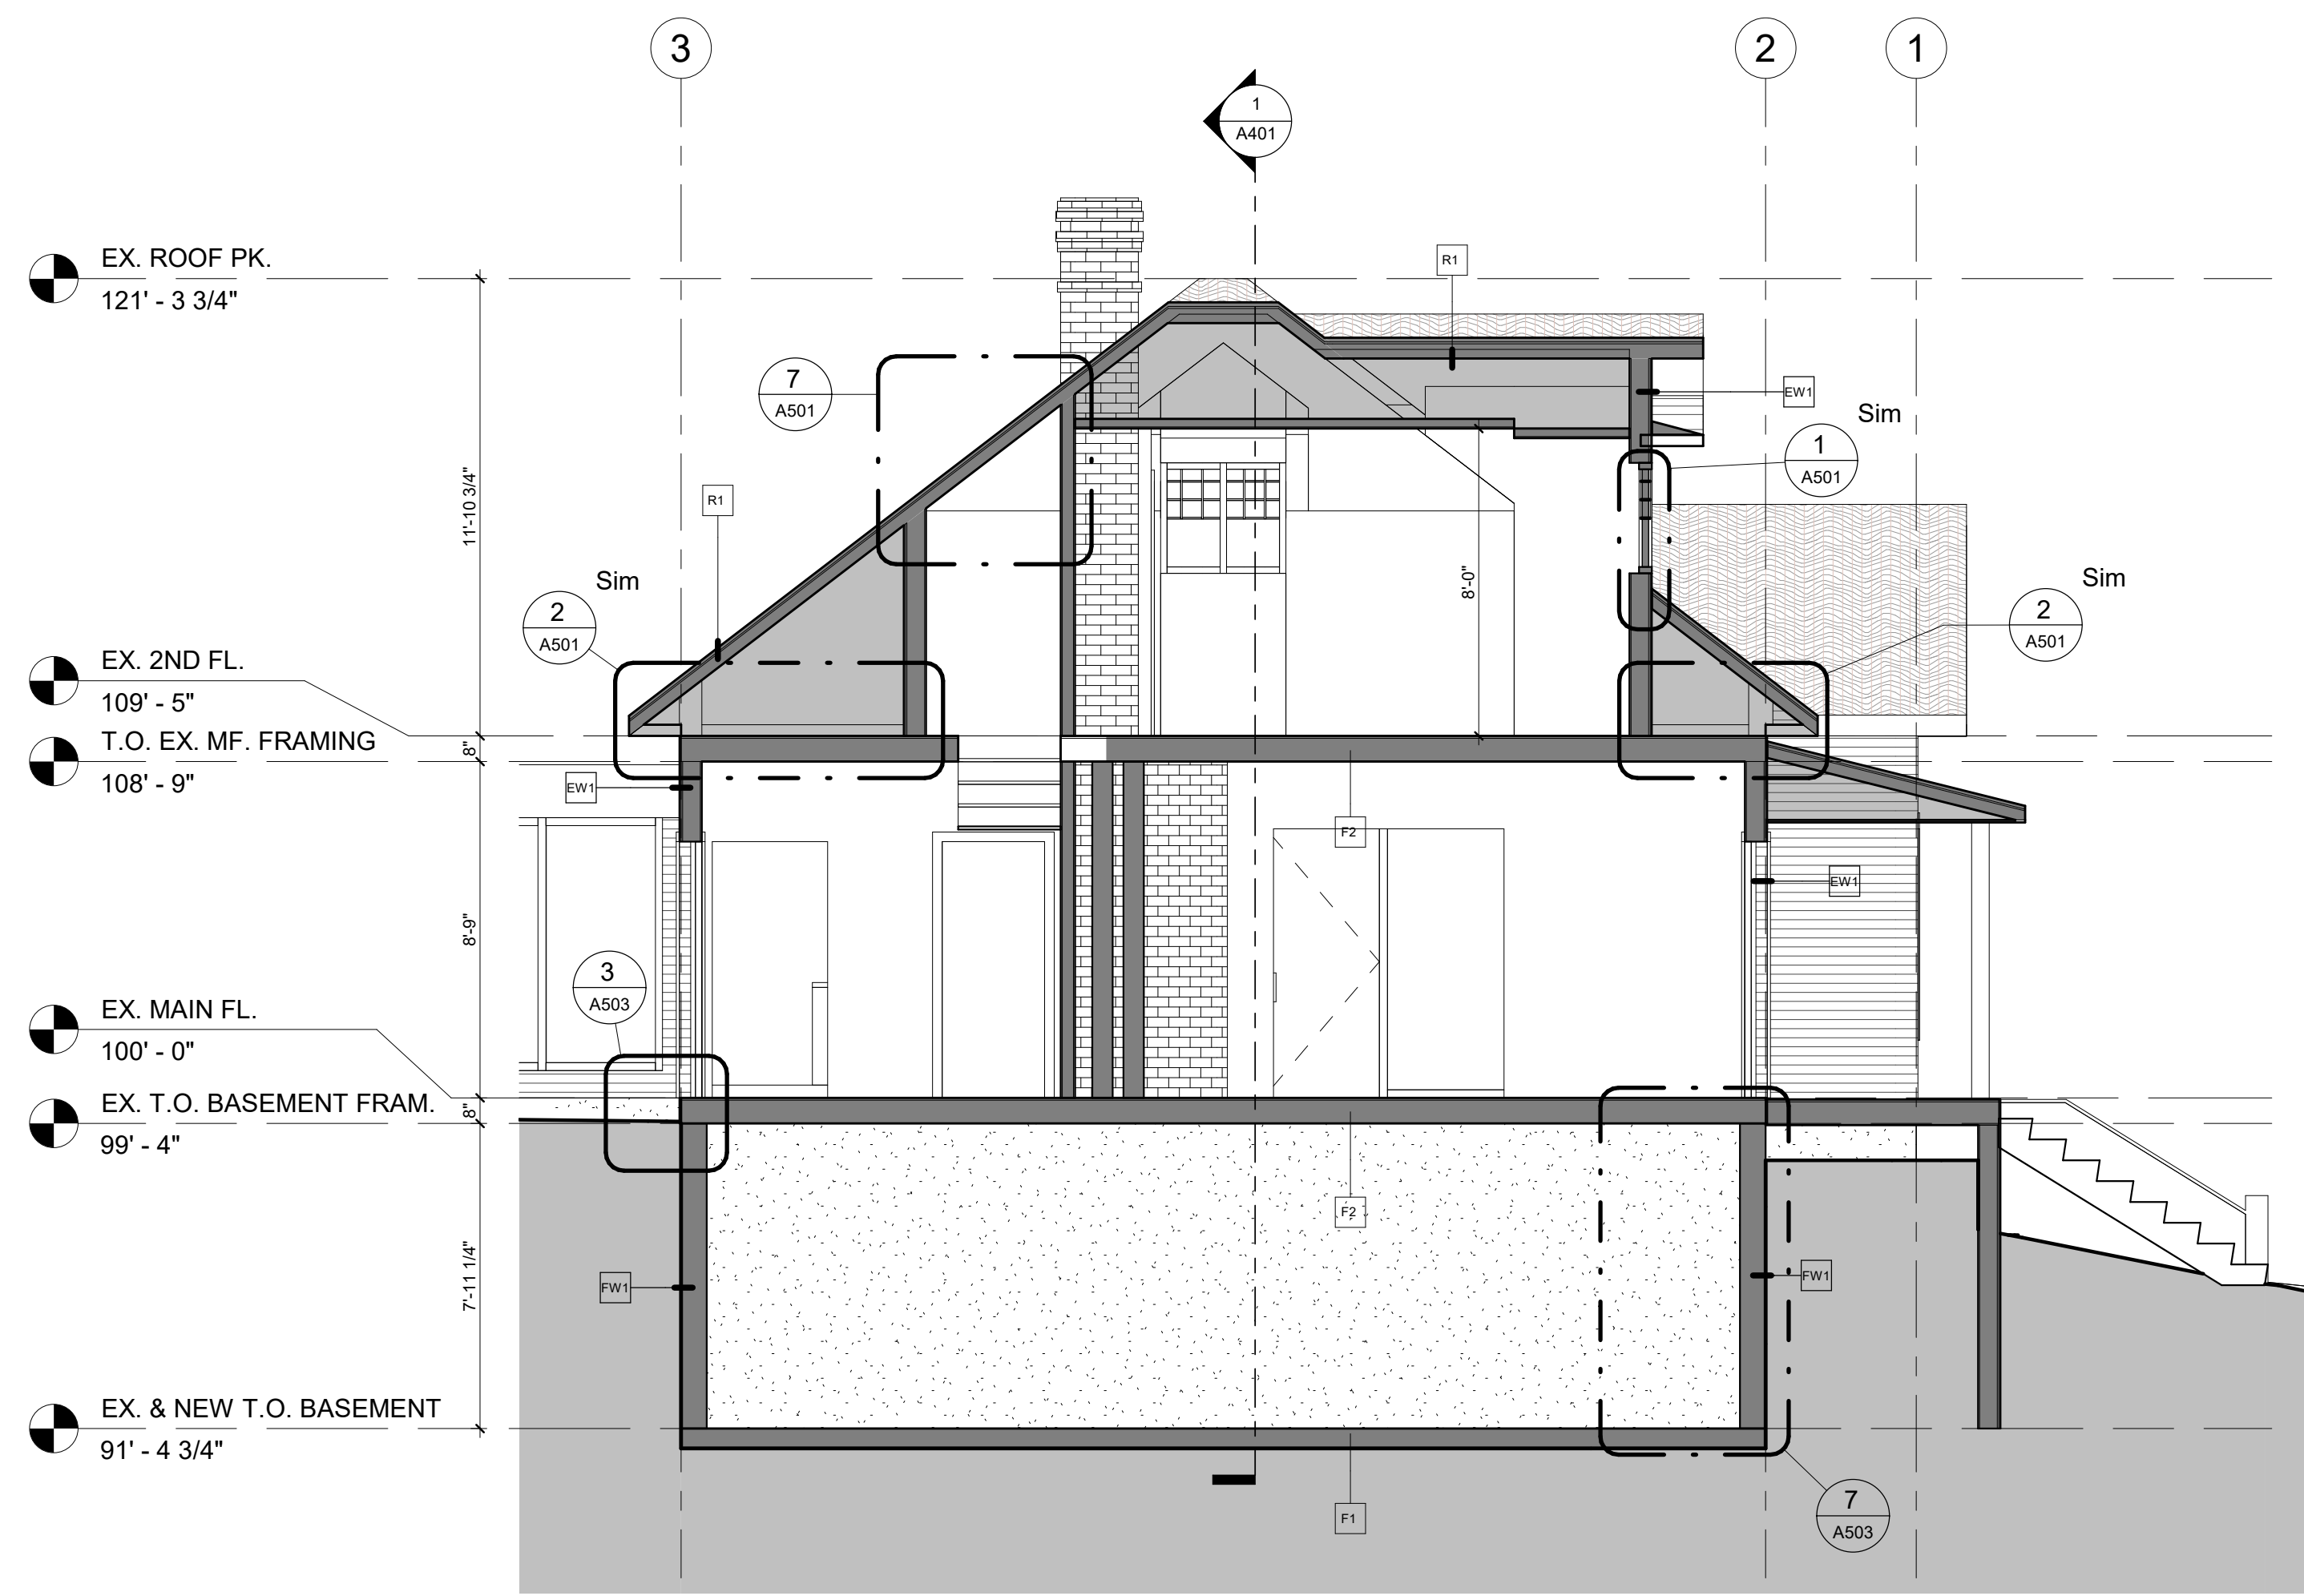 3
2
1
1
A401
EX. ROOF PK.
121' - 3 3/4"
R1
7
A501
EW1
Sim
1
A501
11'-10 3/4"
R1
8'-0"
Sim
2
A501
Sim
2
A501
EX. 2ND FL.
109' - 5"
T.O. EX. MF. FRAMING
108' - 9"
8"
EW1
F2
EW1
8'-9"
3
A503
EX. MAIN FL.
100' - 0"
EX. T.O. BASEMENT FRAM.
99' - 4"
8"
F2
7'-11 1/4"
FW1
FW1
EX. & NEW T.O. BASEMENT
91' - 4 3/4"
F1
7
A503